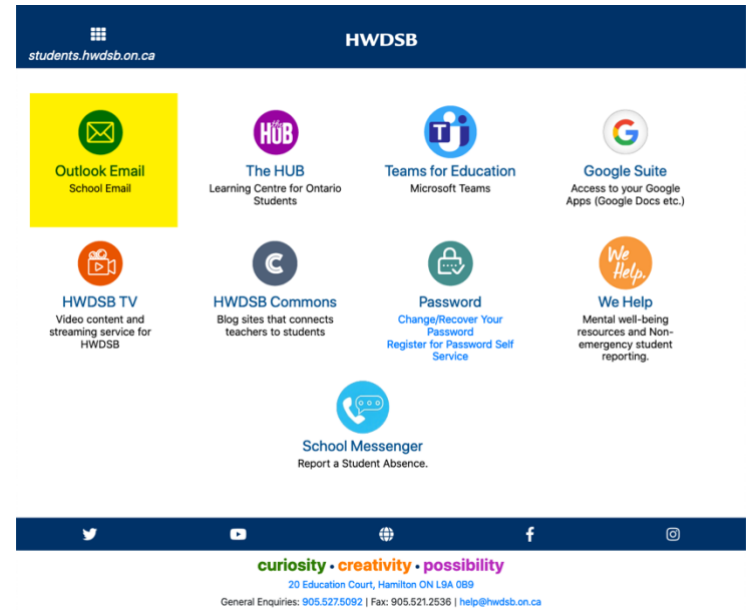 students.hwdsb.on.ca
HWDSB
Outlook Email
School Email
HUB
The HUB
Learning Centre for Ontario
Students
Teams for Education
Microsoft Teams
G
Google Suite
Access to your Google
Apps (Google Docs etc.)
HWDSB TV
Video content and
streaming service for
HWDSB
C
HWDSB Commons
Blog sites that connects
teachers to students
Password
Change/Recover Your
Password
Register for Password Self
Service
We
Help.
We Help
Mental well-being
resources and Non-
emergency student
reporting.
School Messenger
Report a Student Absence.
curiosity • creativity • possibility
20 Education Court, Hamilton ON L9A 0B9
General Enquiries: 905.527.5092 | Fax: 905.521.2536 | help@hwdsb.on.ca